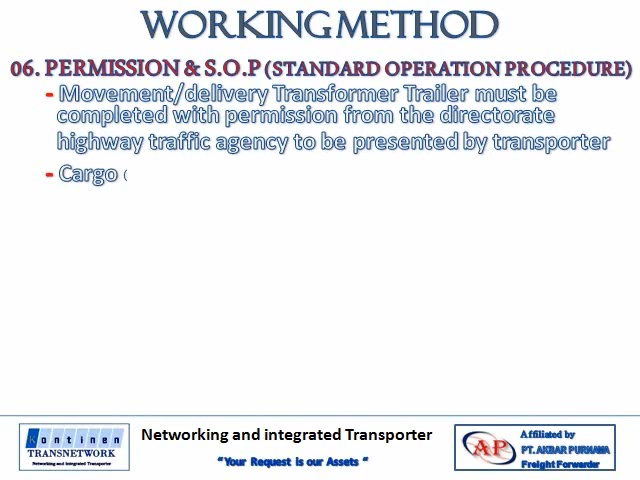 WORKING METHOD
06. PERMISSION & S.O.P (STANDARD OPERATION PROCEDURE)
- Movement/delivery Transformer Trailer must be
completed with permission from the directorate
highway traffic agency to be presented by transporter
- Cargo
Kontinen
TRANSNETWORK
Networking and Integrated Transporter
Networking and integrated Transporter
“Your Request is our Assets “
AP
Affiliated by
PT. AKBAR PURNAMA
Freight Forwarder